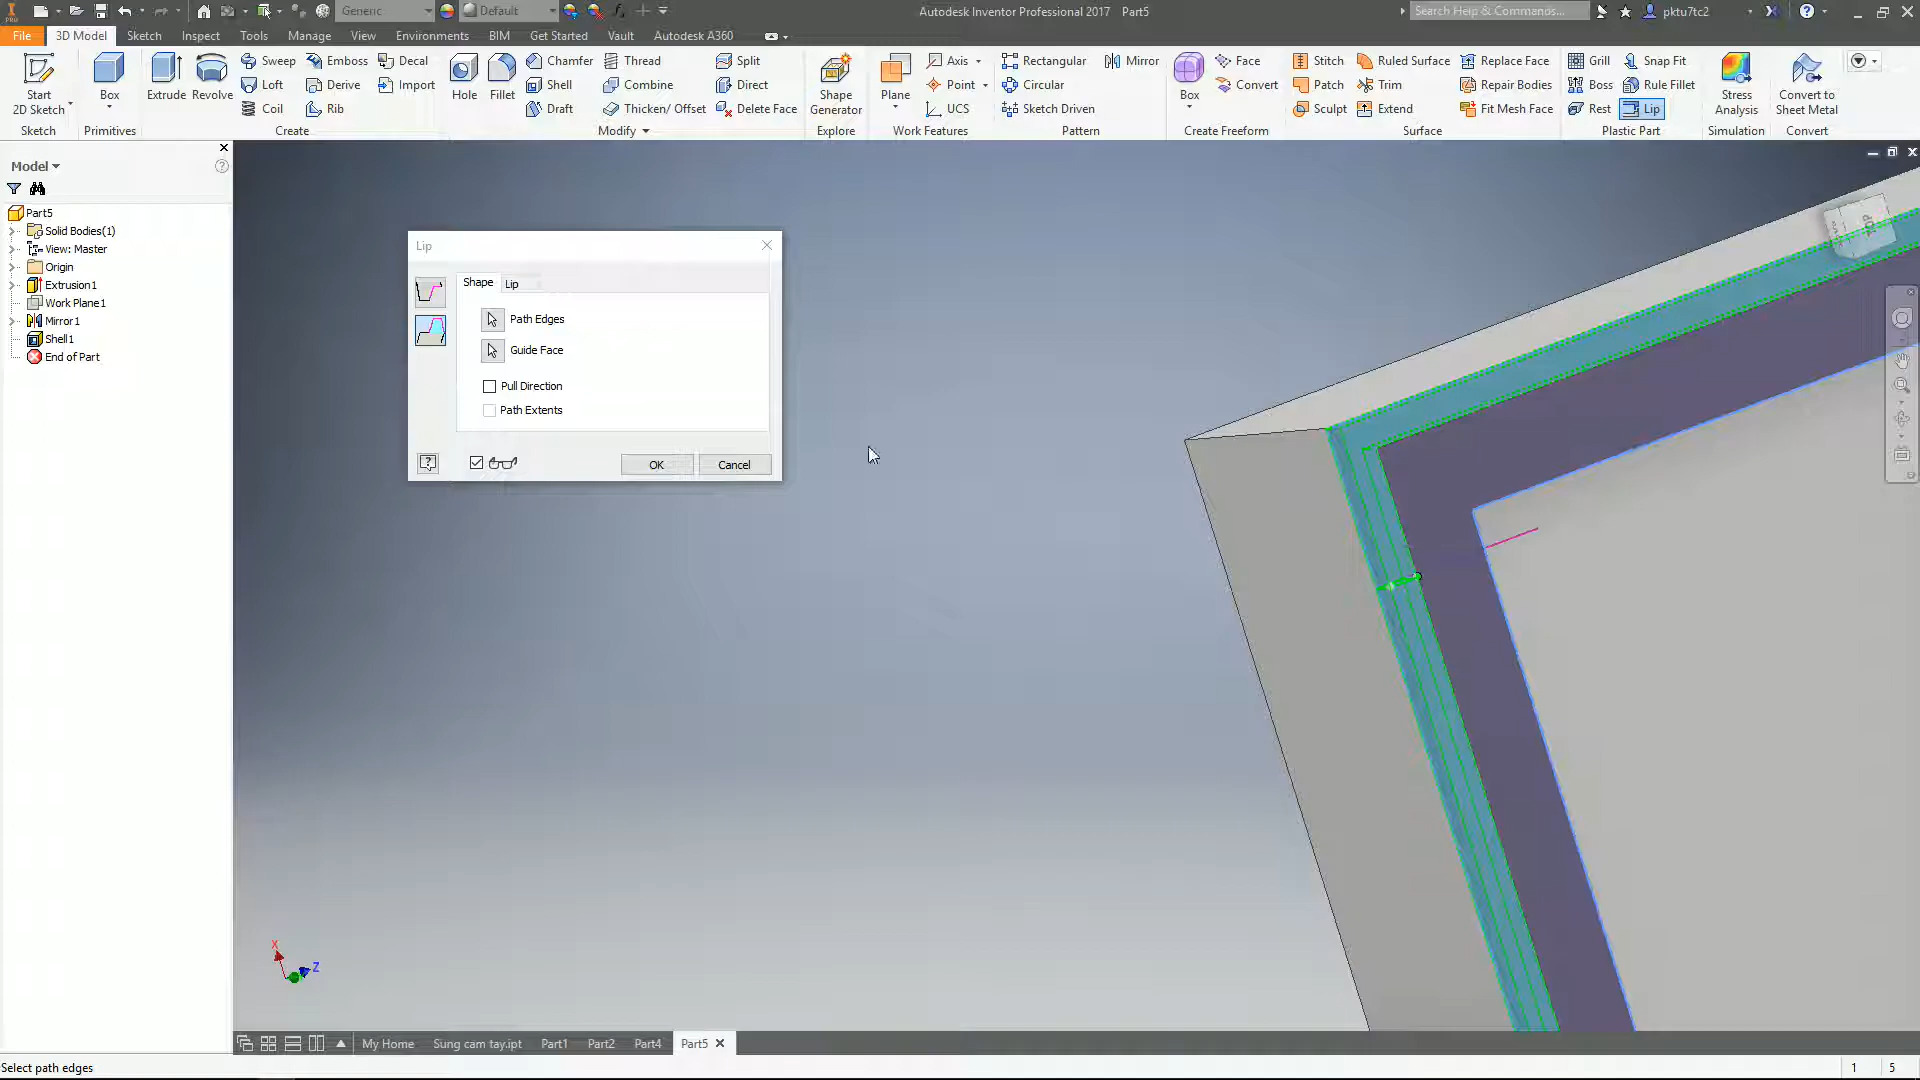 Generic
Default
Autodesk Inventor Professional 2017 Part5
Search Help & Commands...
pktu7tc2
PRO
File 3D Model Sketch Inspect Tools Manage View Environments BIM Get Started Vault Autodesk A360
Start
2D Sketch
Sketch
Box
Primitives
Extrude
Revolve
Sweep
Loft
Coil
Emboss
Derive
Rib
Decal
Import
Create
Hole
Fillet
Chamfer
Shell
Draft
Thread
Combine
Thicken/ Offset
Split
Direct
Delete Face
Modify
Shape
Generator
Explore
Plane
Axis
Point
UCS
Work Features
Rectangular
Circular
Sketch Driven
Mirror
Pattern
Box
Face
Convert
Create Freeform
Stitch
Patch
Sculpt
Ruled Surface
Trim
Extend
Replace Face
Repair Bodies
Fit Mesh Face
Surface
Grill
Boss
Rest
Snap Fit
Rule Fillet
Lip
Plastic Part
Stress
Analysis
Simulation
Convert to
Sheet Metal
Convert
Model
Part5
Solid Bodies(1)
View: Master
Origin
Extrusion1
Work Plane1
Mirror1
Shell1
End of Part
Lip
Shape Lip
Path Edges
Guide Face
Pull Direction
Path Extents
OK Cancel
TOP
X
Z
My Home Sung cam tay.ipt Part1 Part2 Part4 Part5
Select path edges 1 5